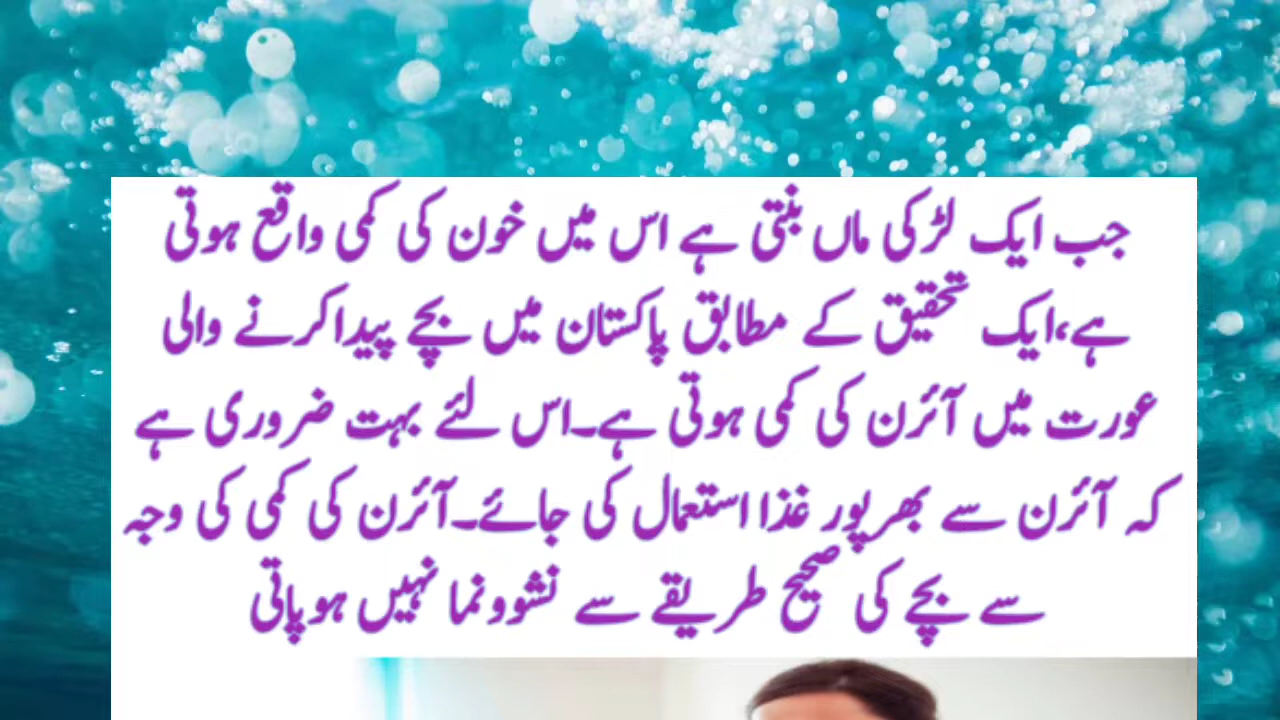 جب ایک لڑکی ماں بنتی ہے اس میں خون کی کمی واقع ہوتی
ہے،ایک تحقیق کے مطابق پاکستان میں بچے پیدا کرنے والی
عورت میں آئرن کی کمی ہوتی ہے۔اس لئے بہت ضروری ہے
کہ آئرن سے بھرپور غذا استعمال کی جائے۔آئرن کی کمی کی وجہ
سے بچے کی صحیح طریقے سے نشوونما نہیں ہوپاتی